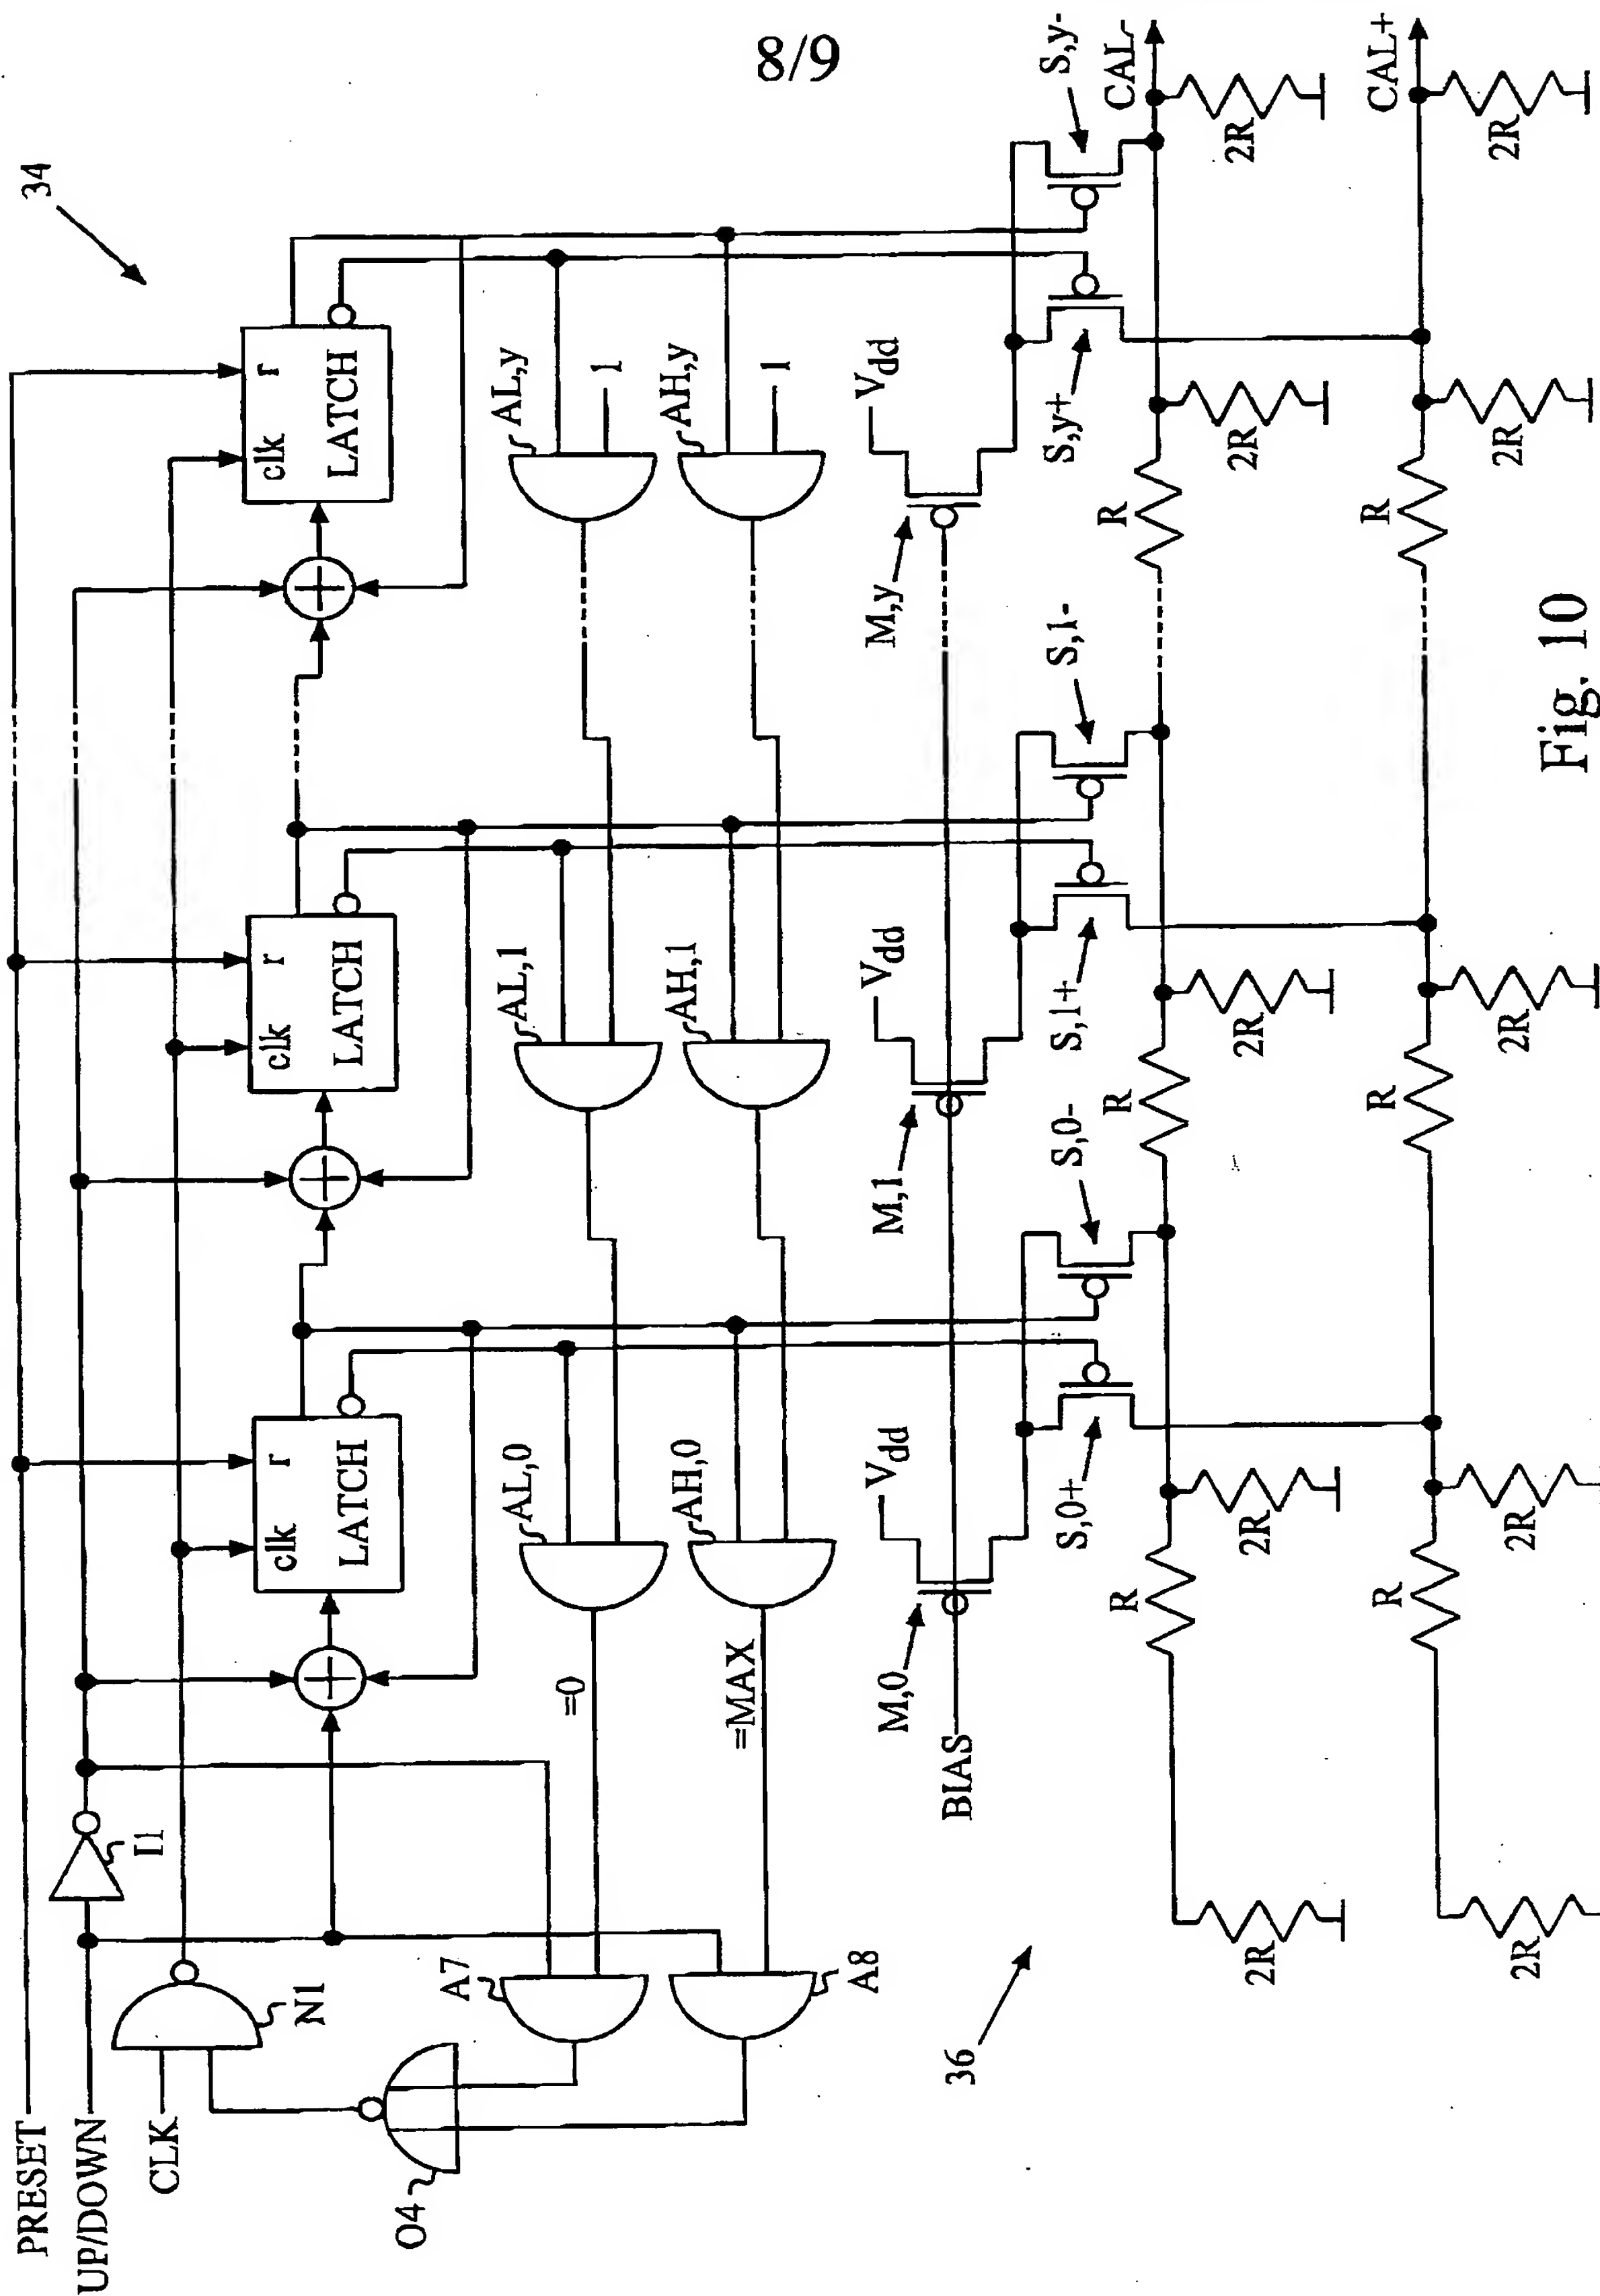 8/9
34
PRESET
UP/DOWN
CLK
I1
N1
O4
A7
A8
clk
r
LATCH
clk
r
LATCH
clk
r
LATCH
=0
AL,0
AL,1
AL,y
1
=MAX
AH,0
AH,1
AH,y
1
M,0
Vdd
M,1
Vdd
M,y
Vdd
BIAS
36
S,0+
S,0-
S,1+
S,1-
S,y+
S,y-
CAL-
R
R
R
2R
2R
2R
2R
2R
CAL+
R
R
R
2R
2R
2R
2R
2R
Fig. 10